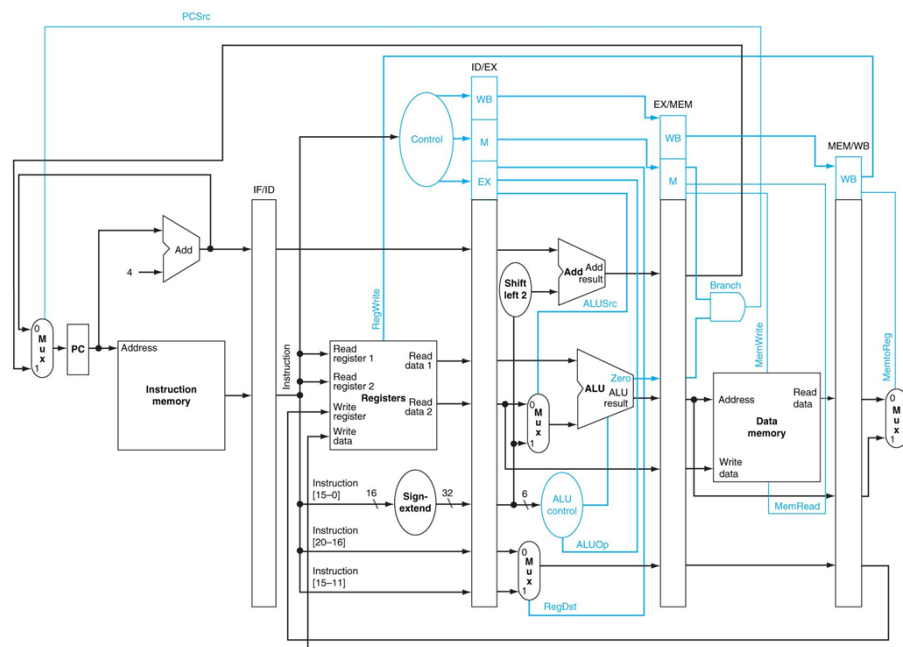 PCSrc
ID/EX
WB
EX/MEM
Control
M
WB
MEM/WB
EX
M
WB
IF/ID
Add
4
Add
Add
result
Shift
left 2
Branch
ALUSrc
RegWrite
MemWrite
MemtoReg
0
M
u
x
1
PC
Address
Instruction
memory
Instruction
Read
register 1
Read
register 2
Registers
Write
register
Write
data
Read
data 1
Read
data 2
0
M
u
x
1
Zero
ALU
ALU
result
Address
Read
data
Data
memory
Write
data
0
M
u
x
1
Instruction
[15–0]
16
Sign-
extend
32
6
ALU
control
MemRead
Instruction
[20–16]
ALUOp
Instruction
[15–11]
0
M
u
x
1
RegDst